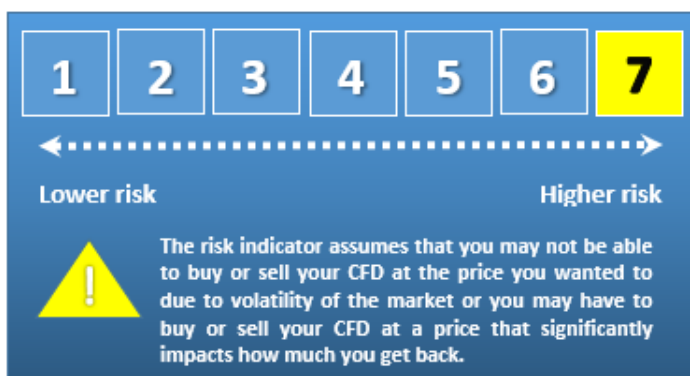 1 2 3 4 5 6 7
Lower risk Higher risk
!
The risk indicator assumes that you may not be able
to buy or sell your CFD at the price you wanted to
due to volatility of the market or you may have to
buy or sell your CFD at a price that significantly
impacts how much you get back.